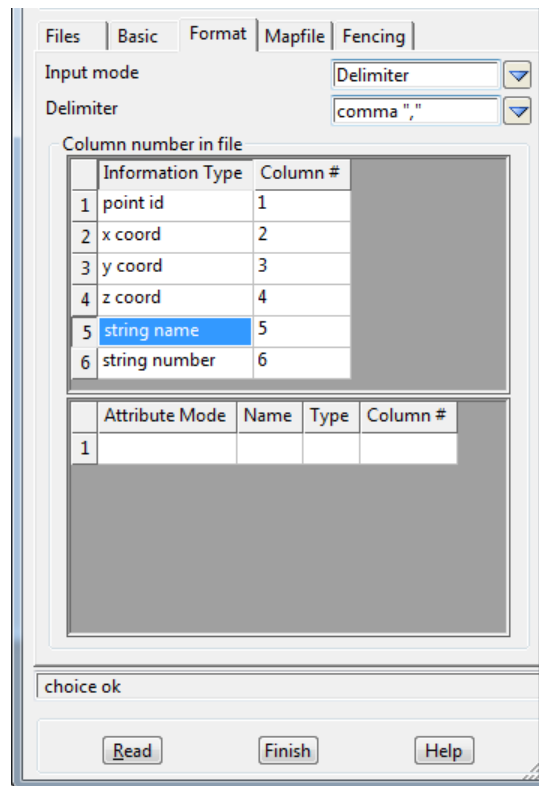 Files Basic Format Mapfile Fencing
Input mode Delimiter
Delimiter comma ","
Column number in file
Information Type Column #
1 point id 1
2 x coord 2
3 y coord 3
4 z coord 4
5 string name 5
6 string number 6
Attribute Mode Name Type Column #
1
choice ok
Read Finish Help